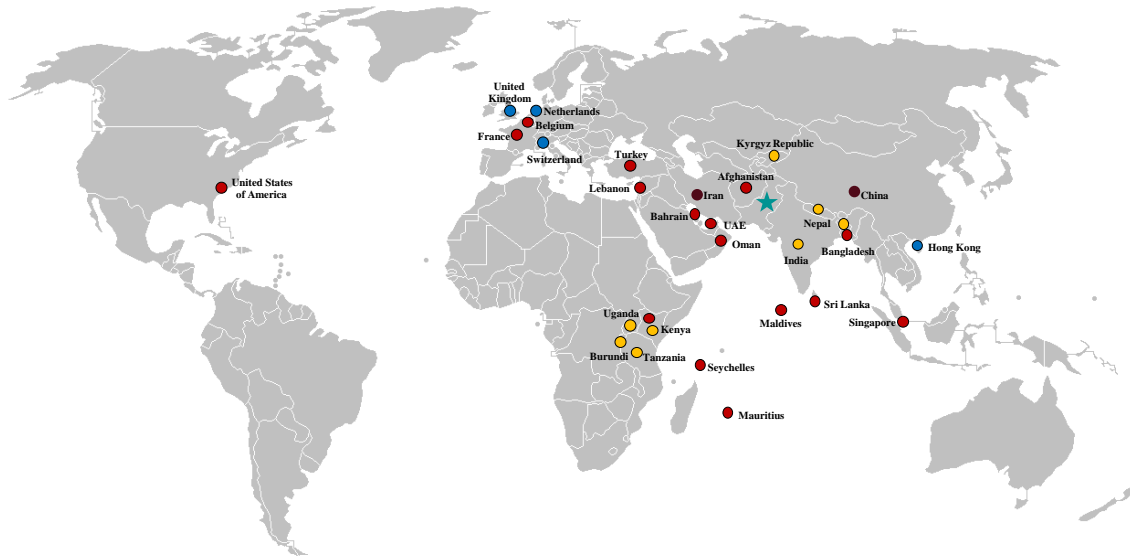 United
Kingdom
Netherlands
Belgium
France
Switzerland
Kyrgyz Republic
Turkey
Afghanistan
United States
of America
Lebanon
Iran
China
Bahrain
UAE
Nepal
Oman
Bangladesh
Hong Kong
India
Sri Lanka
Uganda
Maldives
Singapore
Kenya
Burundi
Tanzania
Seychelles
Mauritius